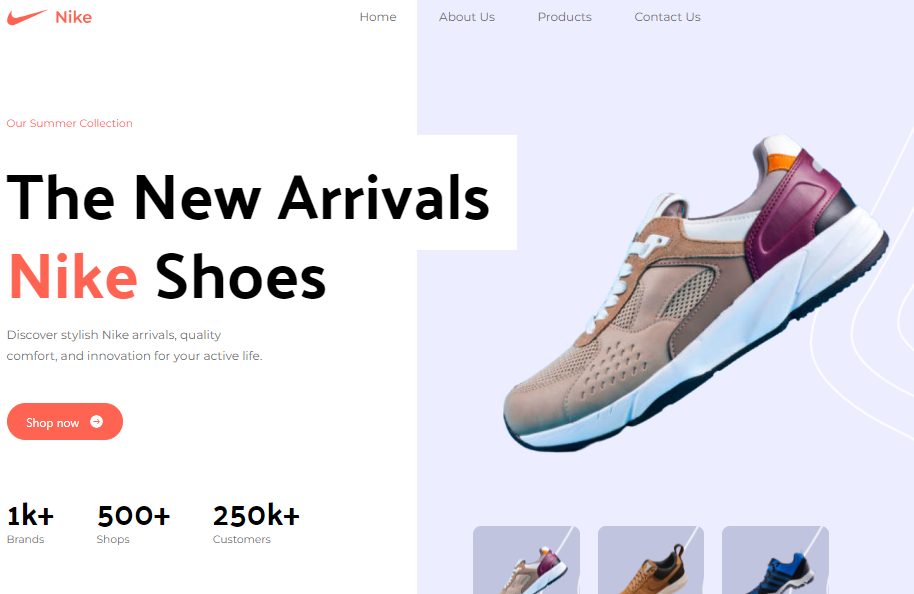 Nike
Home
About Us
Products
Contact Us
Our Summer Collection
The New Arrivals
Nike Shoes
Discover stylish Nike arrivals, quality
comfort, and innovation for your active life.
Shop now
1k+
Brands
500+
Shops
250k+
Customers